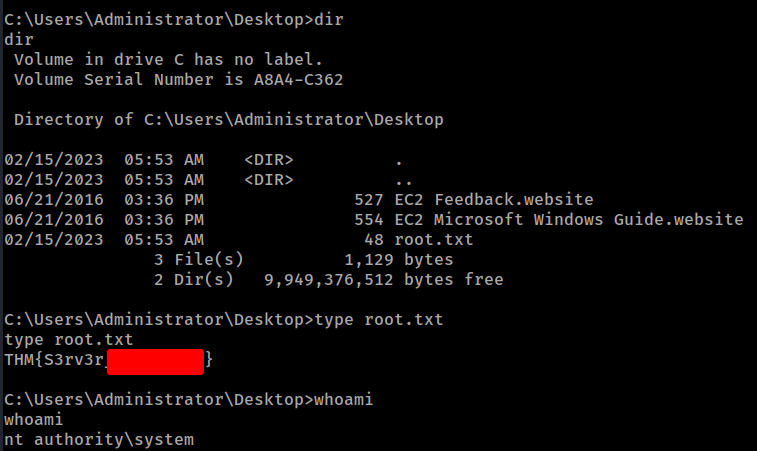 C:\Users\Administrator\Desktop>dir
dir
 Volume in drive C has no label.
 Volume Serial Number is A8A4-C362

 Directory of C:\Users\Administrator\Desktop

02/15/2023  05:53 AM    <DIR>          .
02/15/2023  05:53 AM    <DIR>          ..
06/21/2016  03:36 PM               527 EC2 Feedback.website
06/21/2016  03:36 PM               554 EC2 Microsoft Windows Guide.website
02/15/2023  05:53 AM                48 root.txt
               3 File(s)          1,129 bytes
               2 Dir(s)   9,949,376,512 bytes free

C:\Users\Administrator\Desktop>type root.txt
type root.txt
THM{S3rv3r_}

C:\Users\Administrator\Desktop>whoami
whoami
nt authority\system